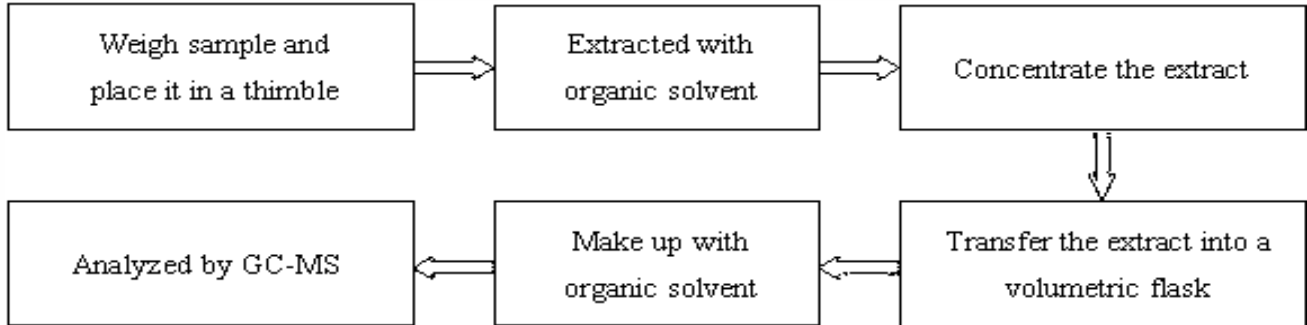 Weigh sample and
place it in a thimble
Extracted with
organic solvent
Concentrate the extract
Transfer the extract into a
volumetric flask
Make up with
organic solvent
Analyzed by GC-MS